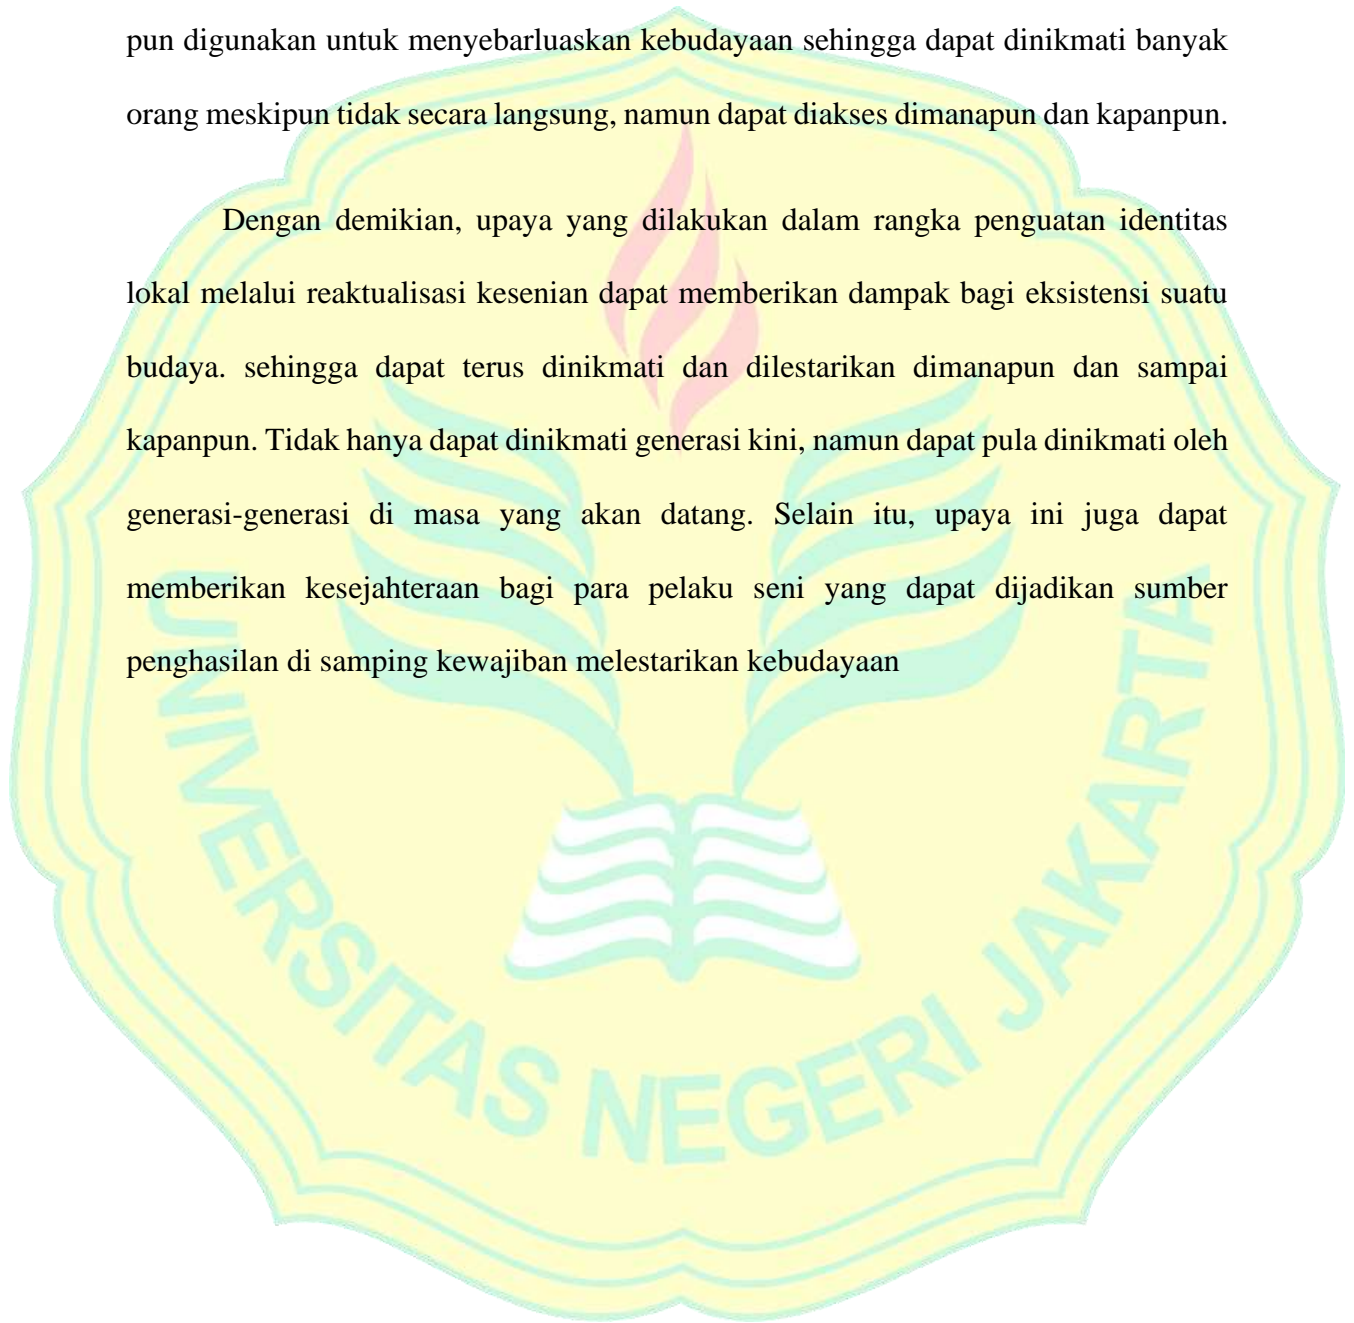 pun digunakan untuk menyebarluaskan kebudayaan sehingga dapat dinikmati banyak
orang meskipun tidak secara langsung, namun dapat diakses dimanapun dan kapanpun.
Dengan demikian, upaya yang dilakukan dalam rangka penguatan identitas
lokal melalui reaktualisasi kesenian dapat memberikan dampak bagi eksistensi suatu
budaya. sehingga dapat terus dinikmati dan dilestarikan dimanapun dan sampai
kapanpun. Tidak hanya dapat dinikmati generasi kini, namun dapat pula dinikmati oleh
generasi-generasi di masa yang akan datang. Selain itu, upaya ini juga dapat
memberikan kesejahteraan bagi para pelaku seni yang dapat dijadikan sumber
penghasilan di samping kewajiban melestarikan kebudayaan
UNIVERSITAS NEGERI JAKARTA